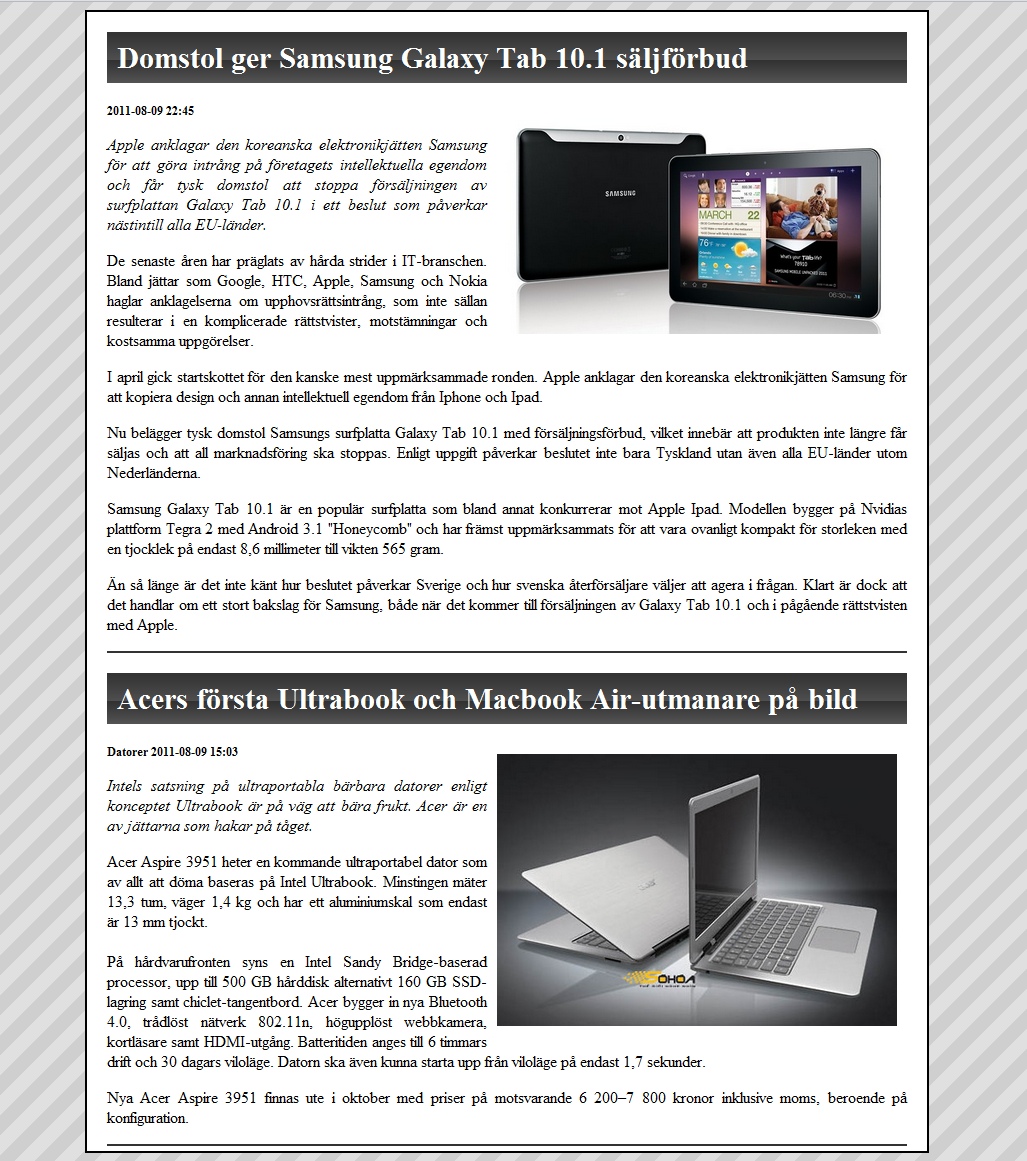 Domstol ger Samsung Galaxy Tab 10.1 säljförbud
2011-08-09 22:45
Apple anklagar den koreanska elektronikjätten Samsung
för att göra intrång på företagets intellektuella egendom
och får tysk domstol att stoppa försäljningen av
surfplattan Galaxy Tab 10.1 i ett beslut som påverkar
nästintill alla EU-länder.
SAMSUNG
MARCH 22
76°F
06:30
De senaste åren har präglats av hårda strider i IT-branschen.
Bland jättar som Google, HTC, Apple, Samsung och Nokia
haglar anklagelserna om upphovsrättsintrång, som inte sällan
resulterar i en komplicerade rättstvister, motstämningar och
kostsamma uppgörelser.
I april gick startskottet för den kanske mest uppmärksammade ronden. Apple anklagar den koreanska elektronikjätten Samsung för
att kopiera design och annan intellektuell egendom från Iphone och Ipad.
Nu belägger tysk domstol Samsungs surfplatta Galaxy Tab 10.1 med försäljningsförbud, vilket innebär att produkten inte längre får
säljas och att all marknadsföring ska stoppas. Enligt uppgift påverkar beslutet inte bara Tyskland utan även alla EU-länder utom
Nederländerna.
Samsung Galaxy Tab 10.1 är en populär surfplatta som bland annat konkurrerar mot Apple Ipad. Modellen bygger på Nvidias
plattform Tegra 2 med Android 3.1 "Honeycomb" och har främst uppmärksammats för att vara ovanligt kompakt för storleken med
en tjocklek på endast 8,6 millimeter till vikten 565 gram.
Än så länge är det inte känt hur beslutet påverkar Sverige och hur svenska återförsäljare väljer att agera i frågan. Klart är dock att
det handlar om ett stort bakslag för Samsung, både när det kommer till försäljningen av Galaxy Tab 10.1 och i pågående rättstvisten
med Apple.
Acers första Ultrabook och Macbook Air-utmanare på bild
Datorer 2011-08-09 15:03
Intels satsning på ultraportabla bärbara datorer enligt
konceptet Ultrabook är på väg att bära frukt. Acer är en
av jättarna som hakar på tåget.
Acer Aspire 3951 heter en kommande ultraportabel dator som
av allt att döma baseras på Intel Ultrabook. Minstingen mäter
13,3 tum, väger 1,4 kg och har ett aluminiumskal som endast
är 13 mm tjockt.
SOHOA
På hårdvarufronten syns en Intel Sandy Bridge-baserad
processor, upp till 500 GB hårddisk alternativt 160 GB SSD-
lagring samt chiclet-tangentbord. Acer bygger in nya Bluetooth
4.0, trådlöst nätverk 802.11n, högupplöst webbkamera,
kortläsare samt HDMI-utgång. Batteritiden anges till 6 timmars
drift och 30 dagars viloläge. Datorn ska även kunna starta upp från viloläge på endast 1,7 sekunder.
Nya Acer Aspire 3951 finnas ute i oktober med priser på motsvarande 6 200–7 800 kronor inklusive moms, beroende på
konfiguration.